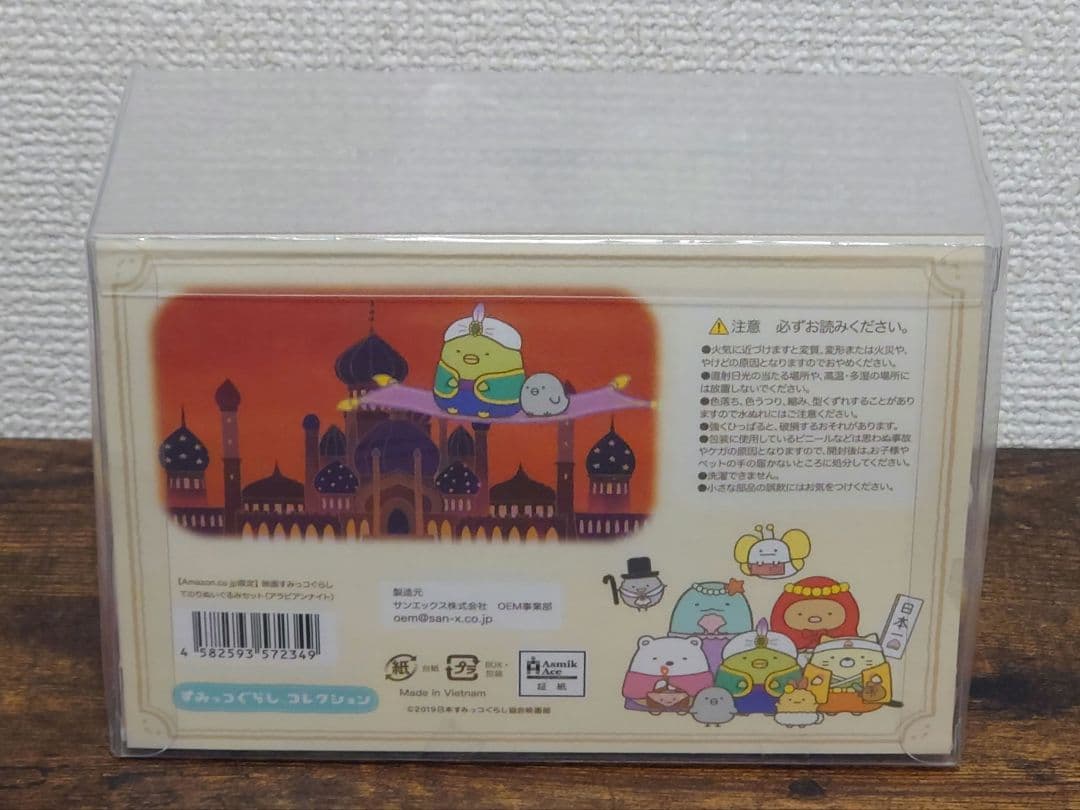 注意 必ずお読みください。
●火気に近づけますと変質、変形または火災や、
やけどの原因となりますのでおやめください。
●直射日光の当たる場所や、高温・多湿の場所に
は放置しないでください。
●色落ち、色うつり、縮み、型くずれすることがあり
ますので水ぬれにはご注意ください。
●強くひっぱると、破損するおそれがあります。
●包装に使用しているビニールなどは思わぬ事故
やケガの原因となりますので、開封後は、お子様や
ペットの手の届かないところに処分してください。
●洗濯できません。
●小さな部品の誤飲にはお気をつけください。
【Amazon.co.jp限定】映画すみっコぐらし
てのりぬいぐるみセット(アラビアンナイト)
4 582593 572349
すみっコぐらし コレクション
製造元
サンエックス株式会社 OEM事業部
oem@san-x.co.jp
紙 台紙 プラ BOX・
包装
Made in Vietnam
©2019日本すみっコぐらし協会映画部
Asmik
Ace
証紙
日本一